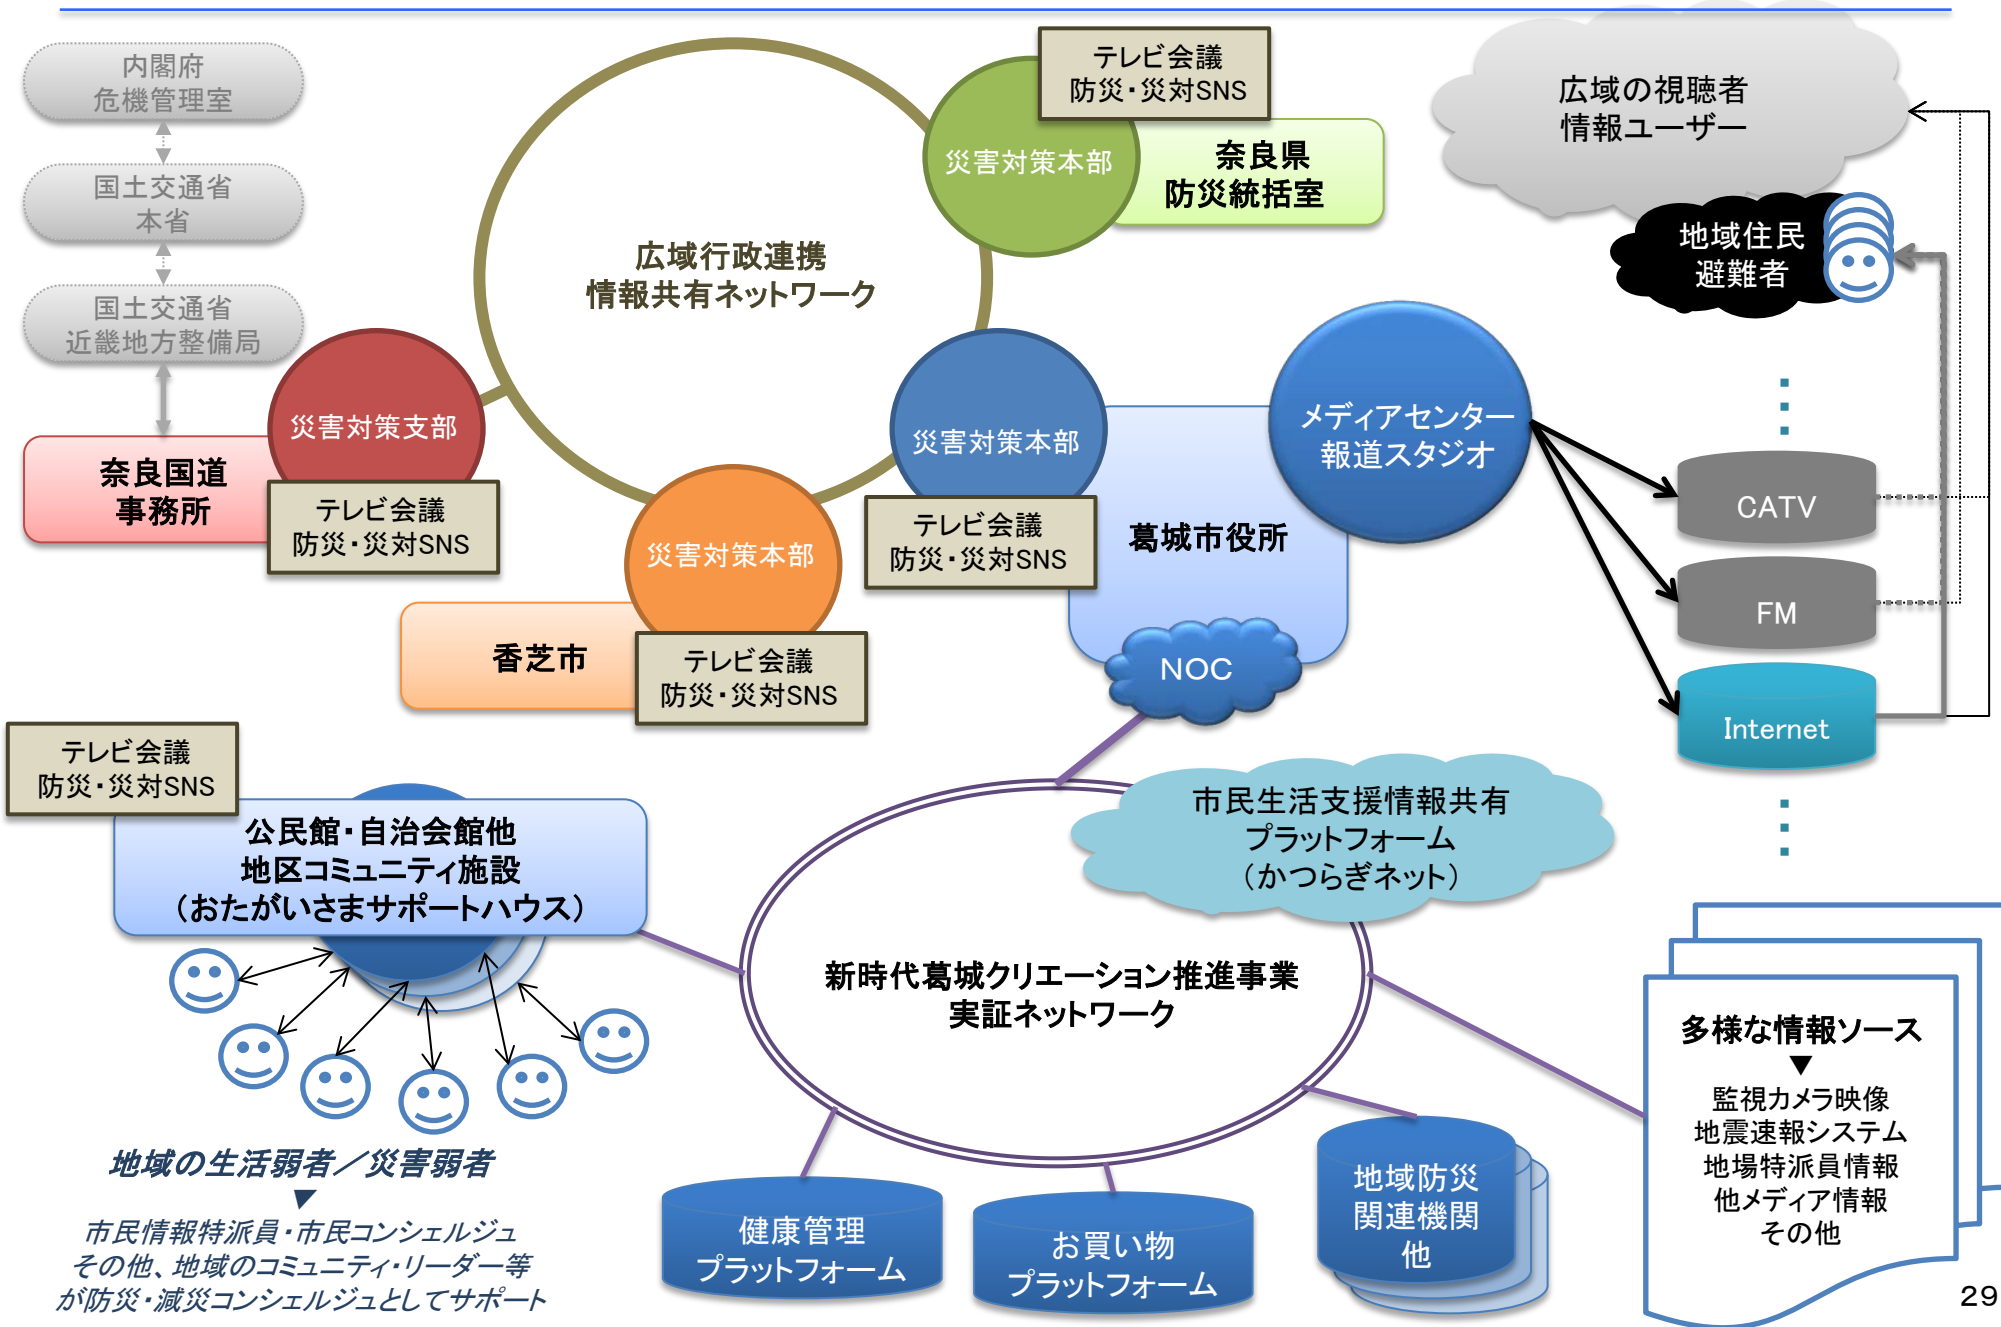 内閣府
危機管理室
国土交通省
本省
国土交通省
近畿地方整備局
奈良国道
事務所
災害対策支部
テレビ会議
防災・災対SNS
広域行政連携
情報共有ネットワーク
テレビ会議
防災・災対SNS
災害対策本部
奈良県
防災統括室
災害対策本部
香芝市
テレビ会議
防災・災対SNS
災害対策本部
テレビ会議
防災・災対SNS
葛城市役所
NOC
メディアセンター
報道スタジオ
広域の視聴者
情報ユーザー
地域住民
避難者
CATV
FM
Internet
テレビ会議
防災・災対SNS
公民館・自治会館他
地区コミュニティ施設
（おたがいさまサポートハウス）
地域の生活弱者／災害弱者
▼
市民情報特派員・市民コンシェルジュ
その他、地域のコミュニティ・リーダー等
が防災・減災コンシェルジュとしてサポート
市民生活支援情報共有
プラットフォーム
（かつらぎネット）
新時代葛城クリエーション推進事業
実証ネットワーク
健康管理
プラットフォーム
お買い物
プラットフォーム
地域防災
関連機関
他
多様な情報ソース
▼
監視カメラ映像
地震速報システム
地場特派員情報
他メディア情報
その他
29